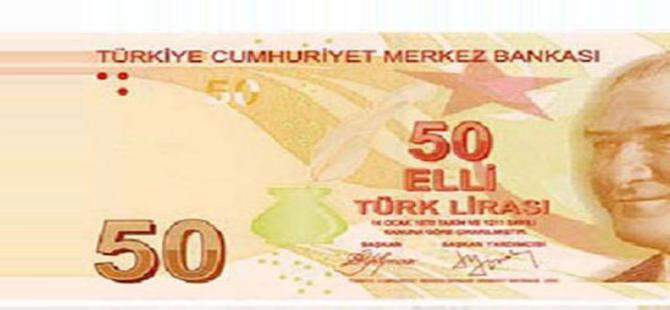 TÜRKİYE CUMHURİYET MERKEZ BANKASI
50
50
ELLİ
TÜRK LİRASI
14 OCAK 1970 TARİH VE 1211 SAYILI
KANUNA GÖRE ÇIKARILMIŞTIR.
BAŞKAN BAŞKAN YARDIMCISI
50